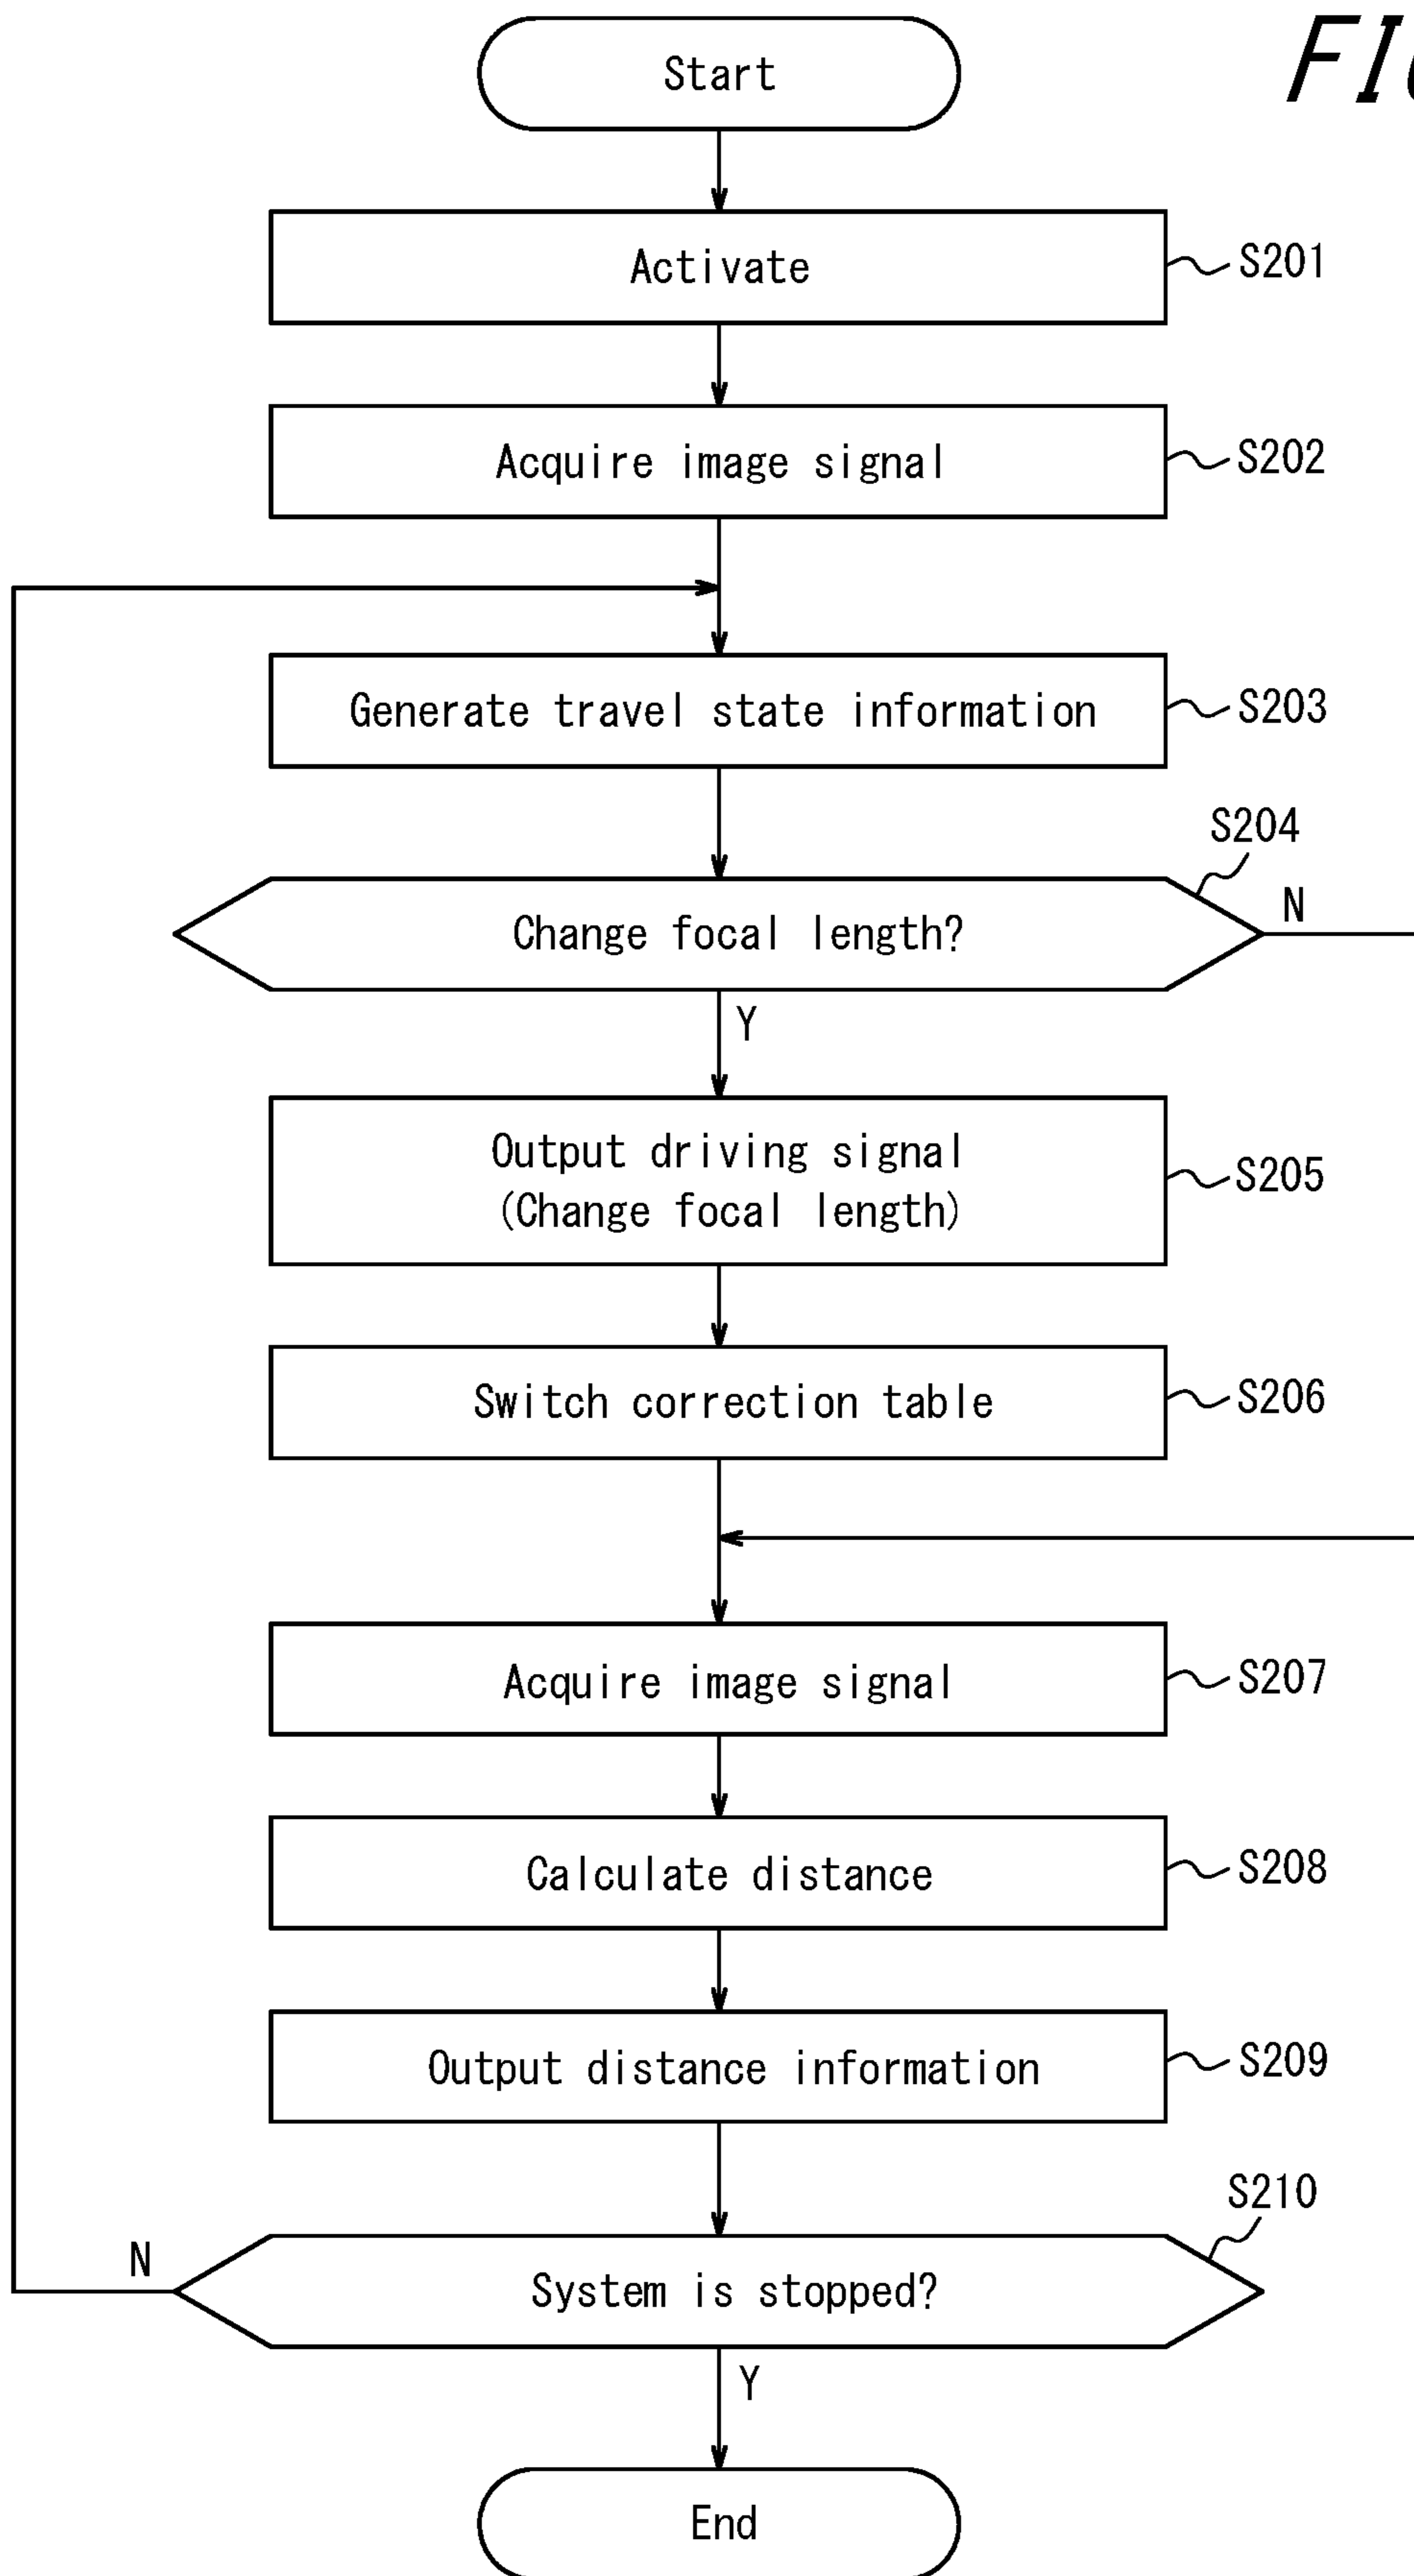 FIG
Start
Activate
S201
Acquire image signal
S202
Generate travel state information
S203
S204
Change focal length?
N
Y
Output driving signal
(Change focal length)
S205
Switch correction table
S206
Acquire image signal
S207
Calculate distance
S208
Output distance information
S209
S210
N
System is stopped?
Y
End